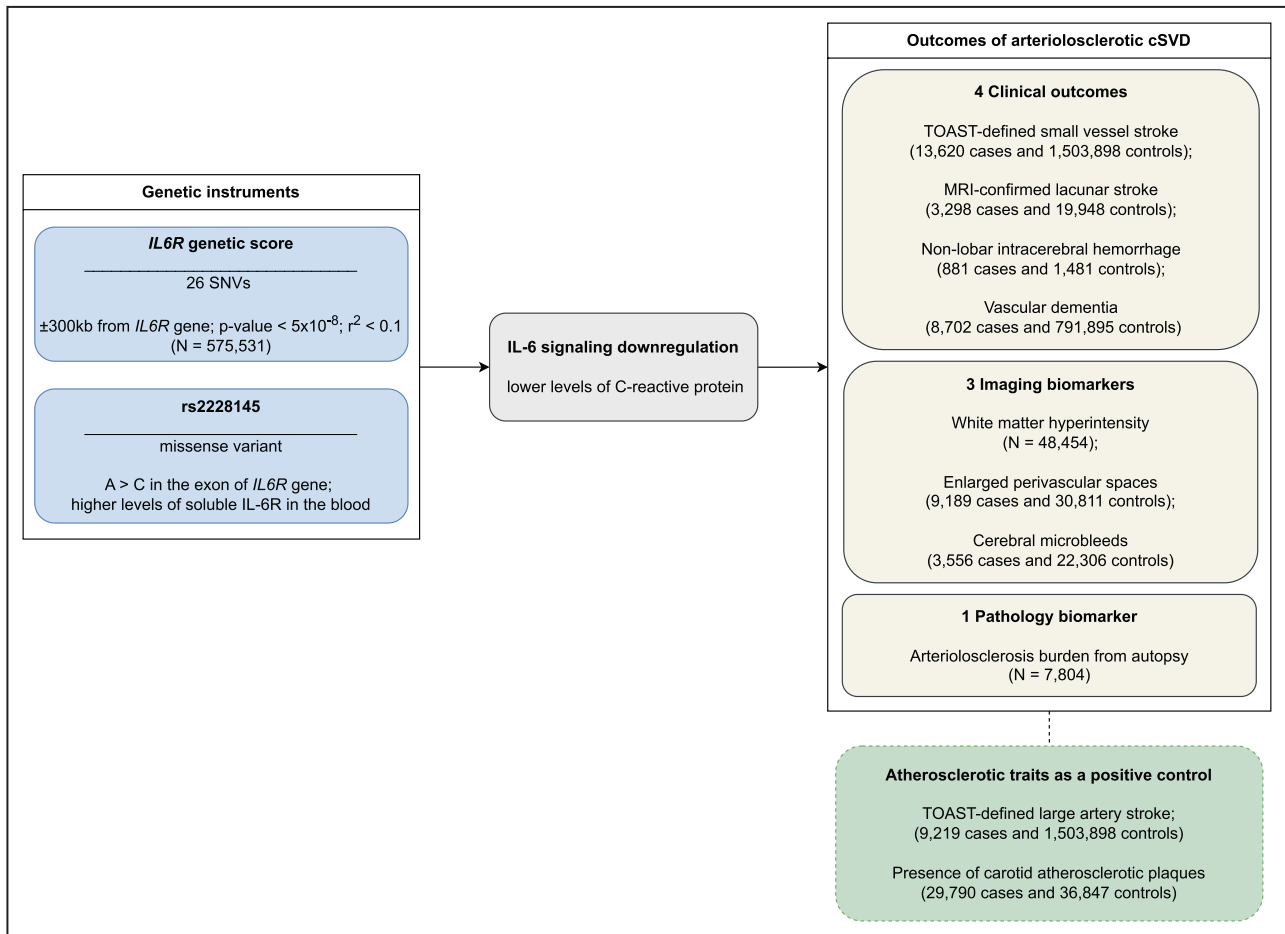 Genetic instruments
IL6R genetic score
26 SNVs
±300kb from IL6R gene; p-value < 5x10⁻⁸; r² < 0.1
(N = 575,531)
rs2228145
missense variant
A > C in the exon of IL6R gene;
higher levels of soluble IL-6R in the blood
IL-6 signaling downregulation
lower levels of C-reactive protein
Outcomes of arteriolosclerotic cSVD
4 Clinical outcomes
TOAST-defined small vessel stroke
(13,620 cases and 1,503,898 controls);
MRI-confirmed lacunar stroke
(3,298 cases and 19,948 controls);
Non-lobar intracerebral hemorrhage
(881 cases and 1,481 controls);
Vascular dementia
(8,702 cases and 791,895 controls)
3 Imaging biomarkers
White matter hyperintensity
(N = 48,454);
Enlarged perivascular spaces
(9,189 cases and 30,811 controls);
Cerebral microbleeds
(3,556 cases and 22,306 controls)
1 Pathology biomarker
Arteriolosclerosis burden from autopsy
(N = 7,804)
Atherosclerotic traits as a positive control
TOAST-defined large artery stroke;
(9,219 cases and 1,503,898 controls)
Presence of carotid atherosclerotic plaques
(29,790 cases and 36,847 controls)